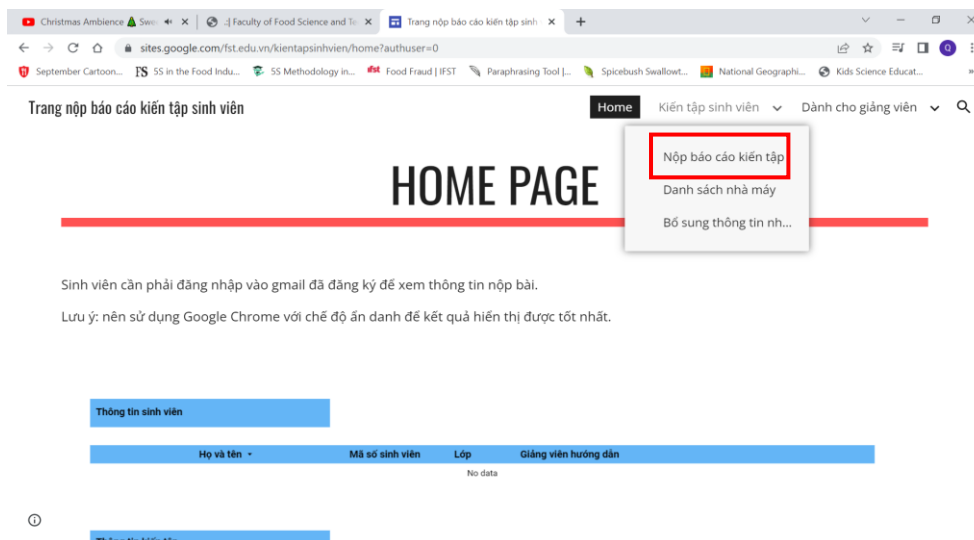 Christmas Ambience 🎄 Swe
.:| Faculty of Food Science and Te
Trang nộp báo cáo kiến tập sinh
sites.google.com/fst.edu.vn/kientapsinhvien/home?authuser=0
Q
September Cartoon...
FS 5S in the Food Indu...
5S Methodology in...
ifst Food Fraud | IFST
Paraphrasing Tool |...
Spicebush Swallowt...
National Geographi...
Kids Science Educat...
»
Trang nộp báo cáo kiến tập sinh viên
Home
Kiến tập sinh viên
Dành cho giảng viên
Nộp báo cáo kiến tập
Danh sách nhà máy
Bổ sung thông tin nh...
HOME PAGE
Sinh viên cần phải đăng nhập vào gmail đã đăng ký để xem thông tin nộp bài.
Lưu ý: nên sử dụng Google Chrome với chế độ ẩn danh để kết quả hiển thị được tốt nhất.
Thông tin sinh viên
Họ và tên Mã số sinh viên Lớp Giảng viên hướng dẫn
No data
Thông tin kiến tập